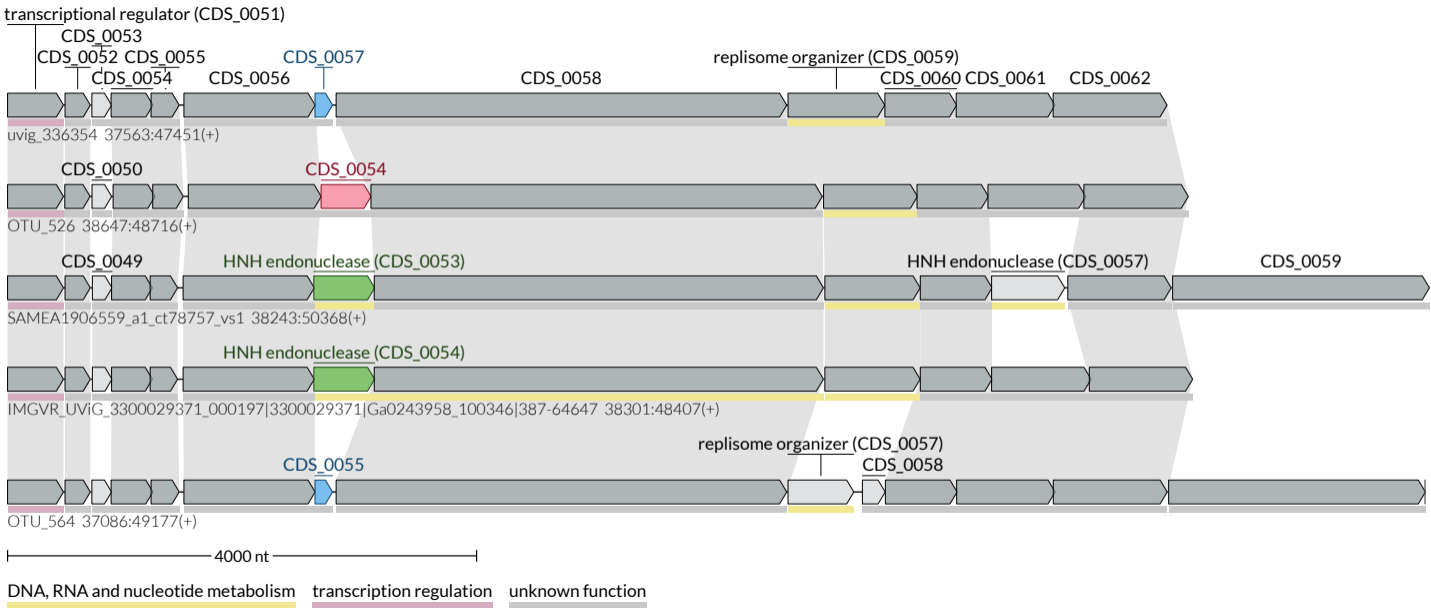 transcriptional regulator (CDS_0051)
CDS_0053
CDS_0052 CDS_0055 CDS_0057 replisome organizer (CDS_0059)
CDS_0054 CDS_0056 CDS_0058 CDS_0060 CDS_0061 CDS_0062
uvig_336354 37563:47451(+)
CDS_0050 CDS_0054
OTU_526 38647:48716(+)
CDS_0049 HNH endonuclease (CDS_0053) HNH endonuclease (CDS_0057) CDS_0059
SAMEA1906559_a1_ct78757_vs1 38243:50368(+)
HNH endonuclease (CDS_0054)
IMGVR_UViG_3300029371_000197|3300029371|Ga0243958_100346|387-64647 38301:48407(+)
replisome organizer (CDS_0057)
CDS_0055 CDS_0058
OTU_564 37086:49177(+)
4000 nt
DNA, RNA and nucleotide metabolism transcription regulation unknown function